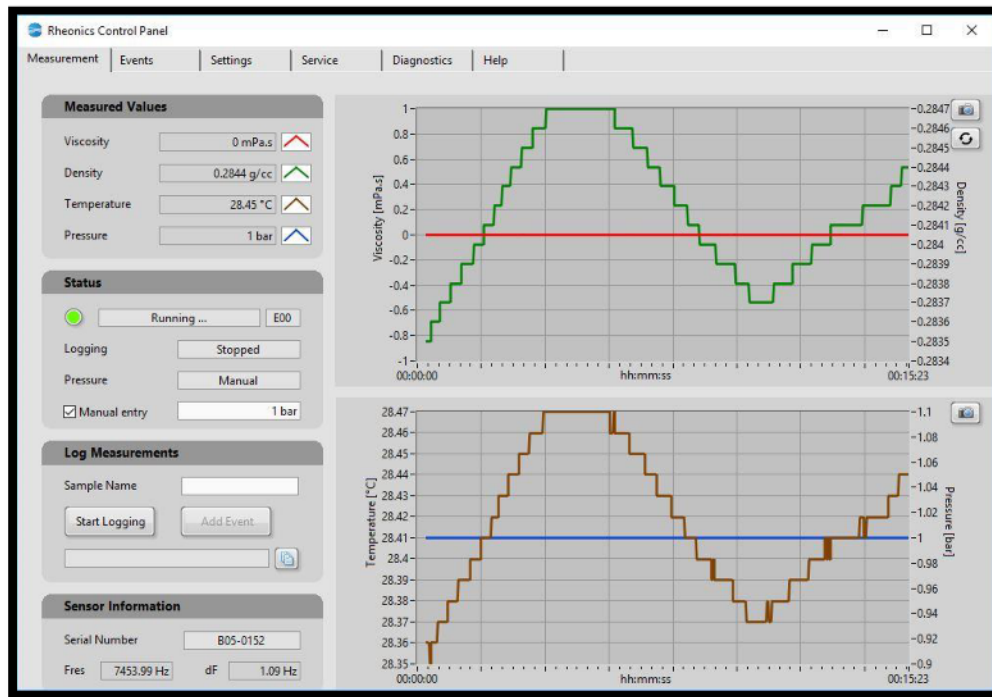 Rheonics Control Panel
Measurement Events Settings Service Diagnostics Help
Measured Values
Viscosity 0 mPa.s
Density 0.2844 g/cc
Temperature 28.45 °C
Pressure 1 bar
Status
Running ... E00
Logging Stopped
Pressure Manual
Manual entry 1 bar
Log Measurements
Sample Name
Start Logging Add Event
Sensor Information
Serial Number B05-0152
Fres 7453.99 Hz dF 1.09 Hz
Viscosity [mPa.s]
1
0.8
0.6
0.4
0.2
0
-0.2
-0.4
-0.6
-0.8
-1
0.2847
0.2846
0.2845
0.2844
0.2843
0.2842
0.2841
0.284
0.2839
0.2838
0.2837
0.2836
0.2835
0.2834
Density [g/cc]
00:00:00 hh:mm:ss 00:15:23
Temperature [°C]
28.47
28.46
28.45
28.44
28.43
28.42
28.41
28.4
28.39
28.38
28.37
28.36
28.35
1.1
1.08
1.06
1.04
1.02
1
0.98
0.96
0.94
0.92
0.9
Pressure [bar]
00:00:00 hh:mm:ss 00:15:23